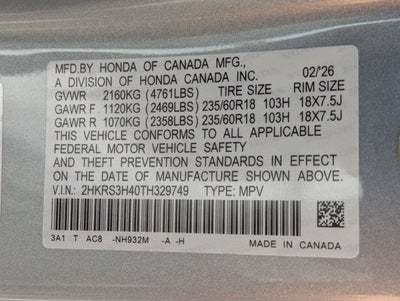 MFD.BY HONDA OF CANADA MFG.,
A DIVISION OF HONDA CANADA INC. 02/'26
GVWR 2160KG (4761LBS) TIRE SIZE RIM SIZE
GAWR F 1120KG (2469LBS) 235/60R18 103H 18X7.5J
GAWR R 1070KG (2358LBS) 235/60R18 103H 18X7.5J
THIS VEHICLE CONFORMS TO ALL APPLICABLE
FEDERAL MOTOR VEHICLE SAFETY, BUMPER,
AND THEFT PREVENTION STANDARDS IN EFFECT
ON THE DATE OF MANUFACTURE SHOWN ABOVE.
V.I.N.: 2HKRS3H40TH329749 TYPE: MPV
3A1 T AC8 -NH932M -A -H
MADE IN CANADA